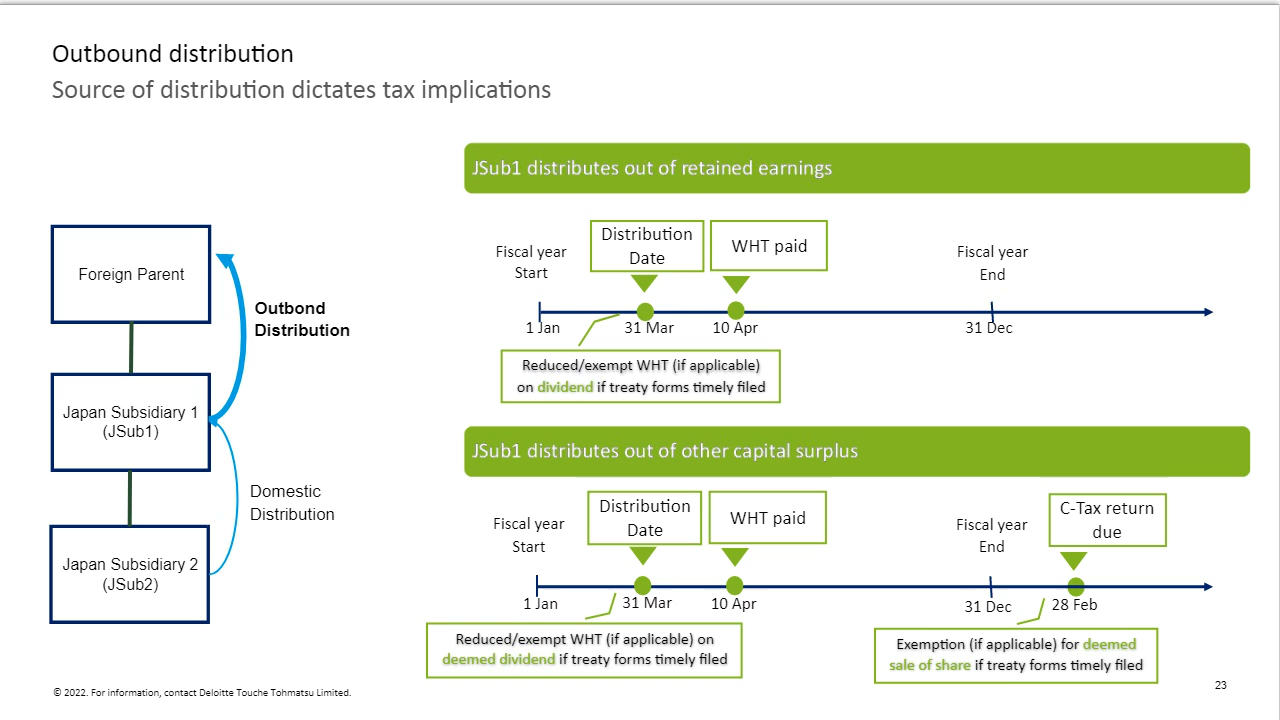 Outbound distribution
Source of distribution dictates tax implications
Foreign Parent
Outbond
Distribution
Japan Subsidiary 1
(JSub1)
Domestic
Distribution
Japan Subsidiary 2
(JSub2)
JSub1 distributes out of retained earnings
Fiscal year
Start
Distribution
Date
WHT paid
Fiscal year
End
1 Jan
31 Mar
10 Apr
31 Dec
Reduced/exempt WHT (if applicable)
on dividend if treaty forms timely filed
JSub1 distributes out of other capital surplus
Fiscal year
Start
Distribution
Date
WHT paid
Fiscal year
End
C-Tax return
due
1 Jan
31 Mar
10 Apr
31 Dec
28 Feb
Reduced/exempt WHT (if applicable) on
deemed dividend if treaty forms timely filed
Exemption (if applicable) for deemed
sale of share if treaty forms timely filed
© 2022. For information, contact Deloitte Touche Tohmatsu Limited.
23